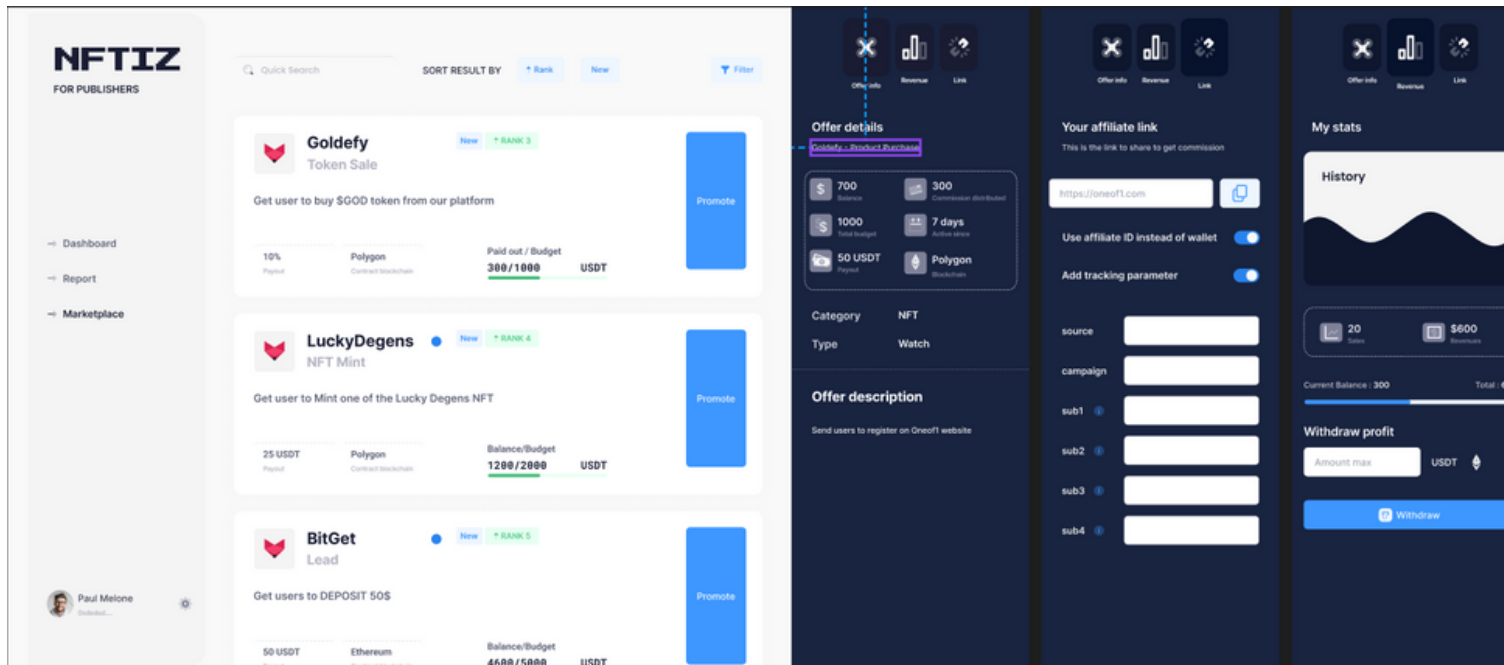 NFTIZ
FOR PUBLISHERS
Dashboard
Report
Marketplace
Paul Melone
Quick Search
SORT RESULT BY
Rank
New
Filter
Goldefy
New
RANK 3
Token Sale
Get user to buy $GOD token from our platform
Promote
10%
Payout
Polygon
Contract blockchain
Paid out / Budget
300/1000 USDT
LuckyDegens
New
RANK 4
NFT Mint
Get user to Mint one of the Lucky Degens NFT
Promote
25 USDT
Payout
Polygon
Contract blockchain
Balance/Budget
1200/2000 USDT
BitGet
New
RANK 5
Lead
Get users to DEPOSIT 50$
Promote
50 USDT
Ethereum
Balance/Budget
4600/5000 USDT
Offer info
Revenue
Link
Offer details
Goldefy - Product Purchase
700
Balance
300
Commission distributed
1000
Total budget
7 days
Active since
50 USDT
Payout
Polygon
Blockchain
Category NFT
Type Watch
Offer description
Send users to register on Oneof1 website
Offer info
Revenue
Link
Your affiliate link
This is the link to share to get commission
https://oneof1.com
Use affiliate ID instead of wallet
Add tracking parameter
source
campaign
sub1
sub2
sub3
sub4
Offer info
Revenue
Link
My stats
History
20
Sales
$600
Revenues
Current Balance : 300
Total :
Withdraw profit
Amount max
USDT
Withdraw